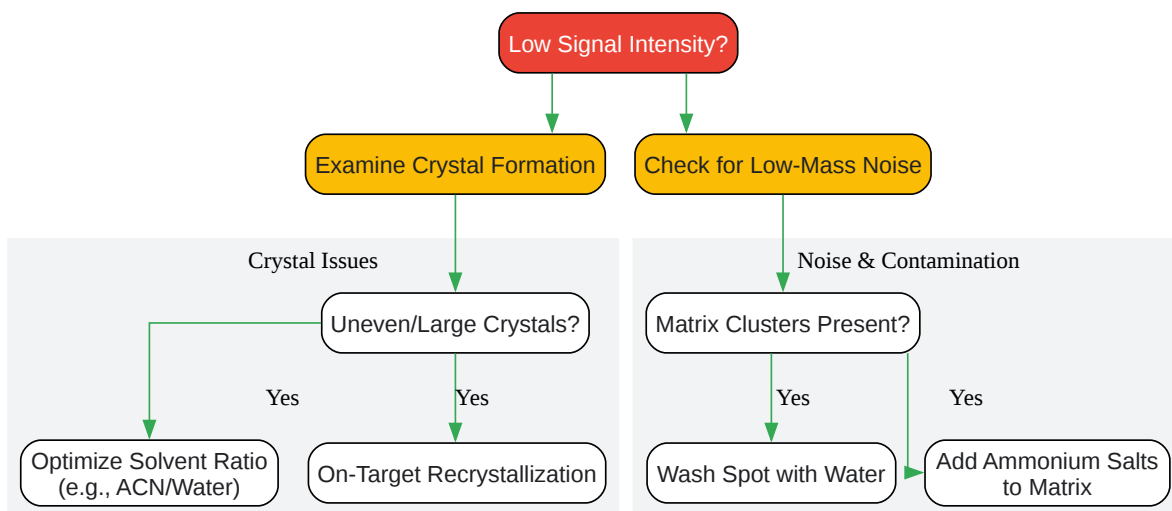 Low Signal Intensity?
Examine Crystal Formation
Check for Low-Mass Noise
Crystal Issues
Noise & Contamination
Uneven/Large Crystals?
Matrix Clusters Present?
Yes
Yes
Yes
Yes
Optimize Solvent Ratio
(e.g., ACN/Water)
On-Target Recrystallization
Wash Spot with Water
Add Ammonium Salts
to Matrix